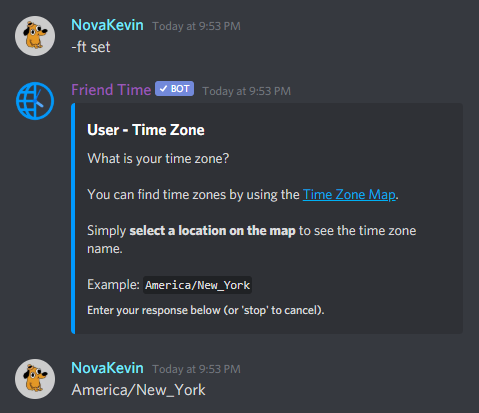 NovaKevin Today at 9:53 PM
-ft set
Friend Time BOT Today at 9:53 PM
User - Time Zone
What is your time zone?
You can find time zones by using the Time Zone Map.
Simply select a location on the map to see the time zone
name.
Example: America/New_York
Enter your response below (or 'stop' to cancel).
NovaKevin Today at 9:53 PM
America/New_York